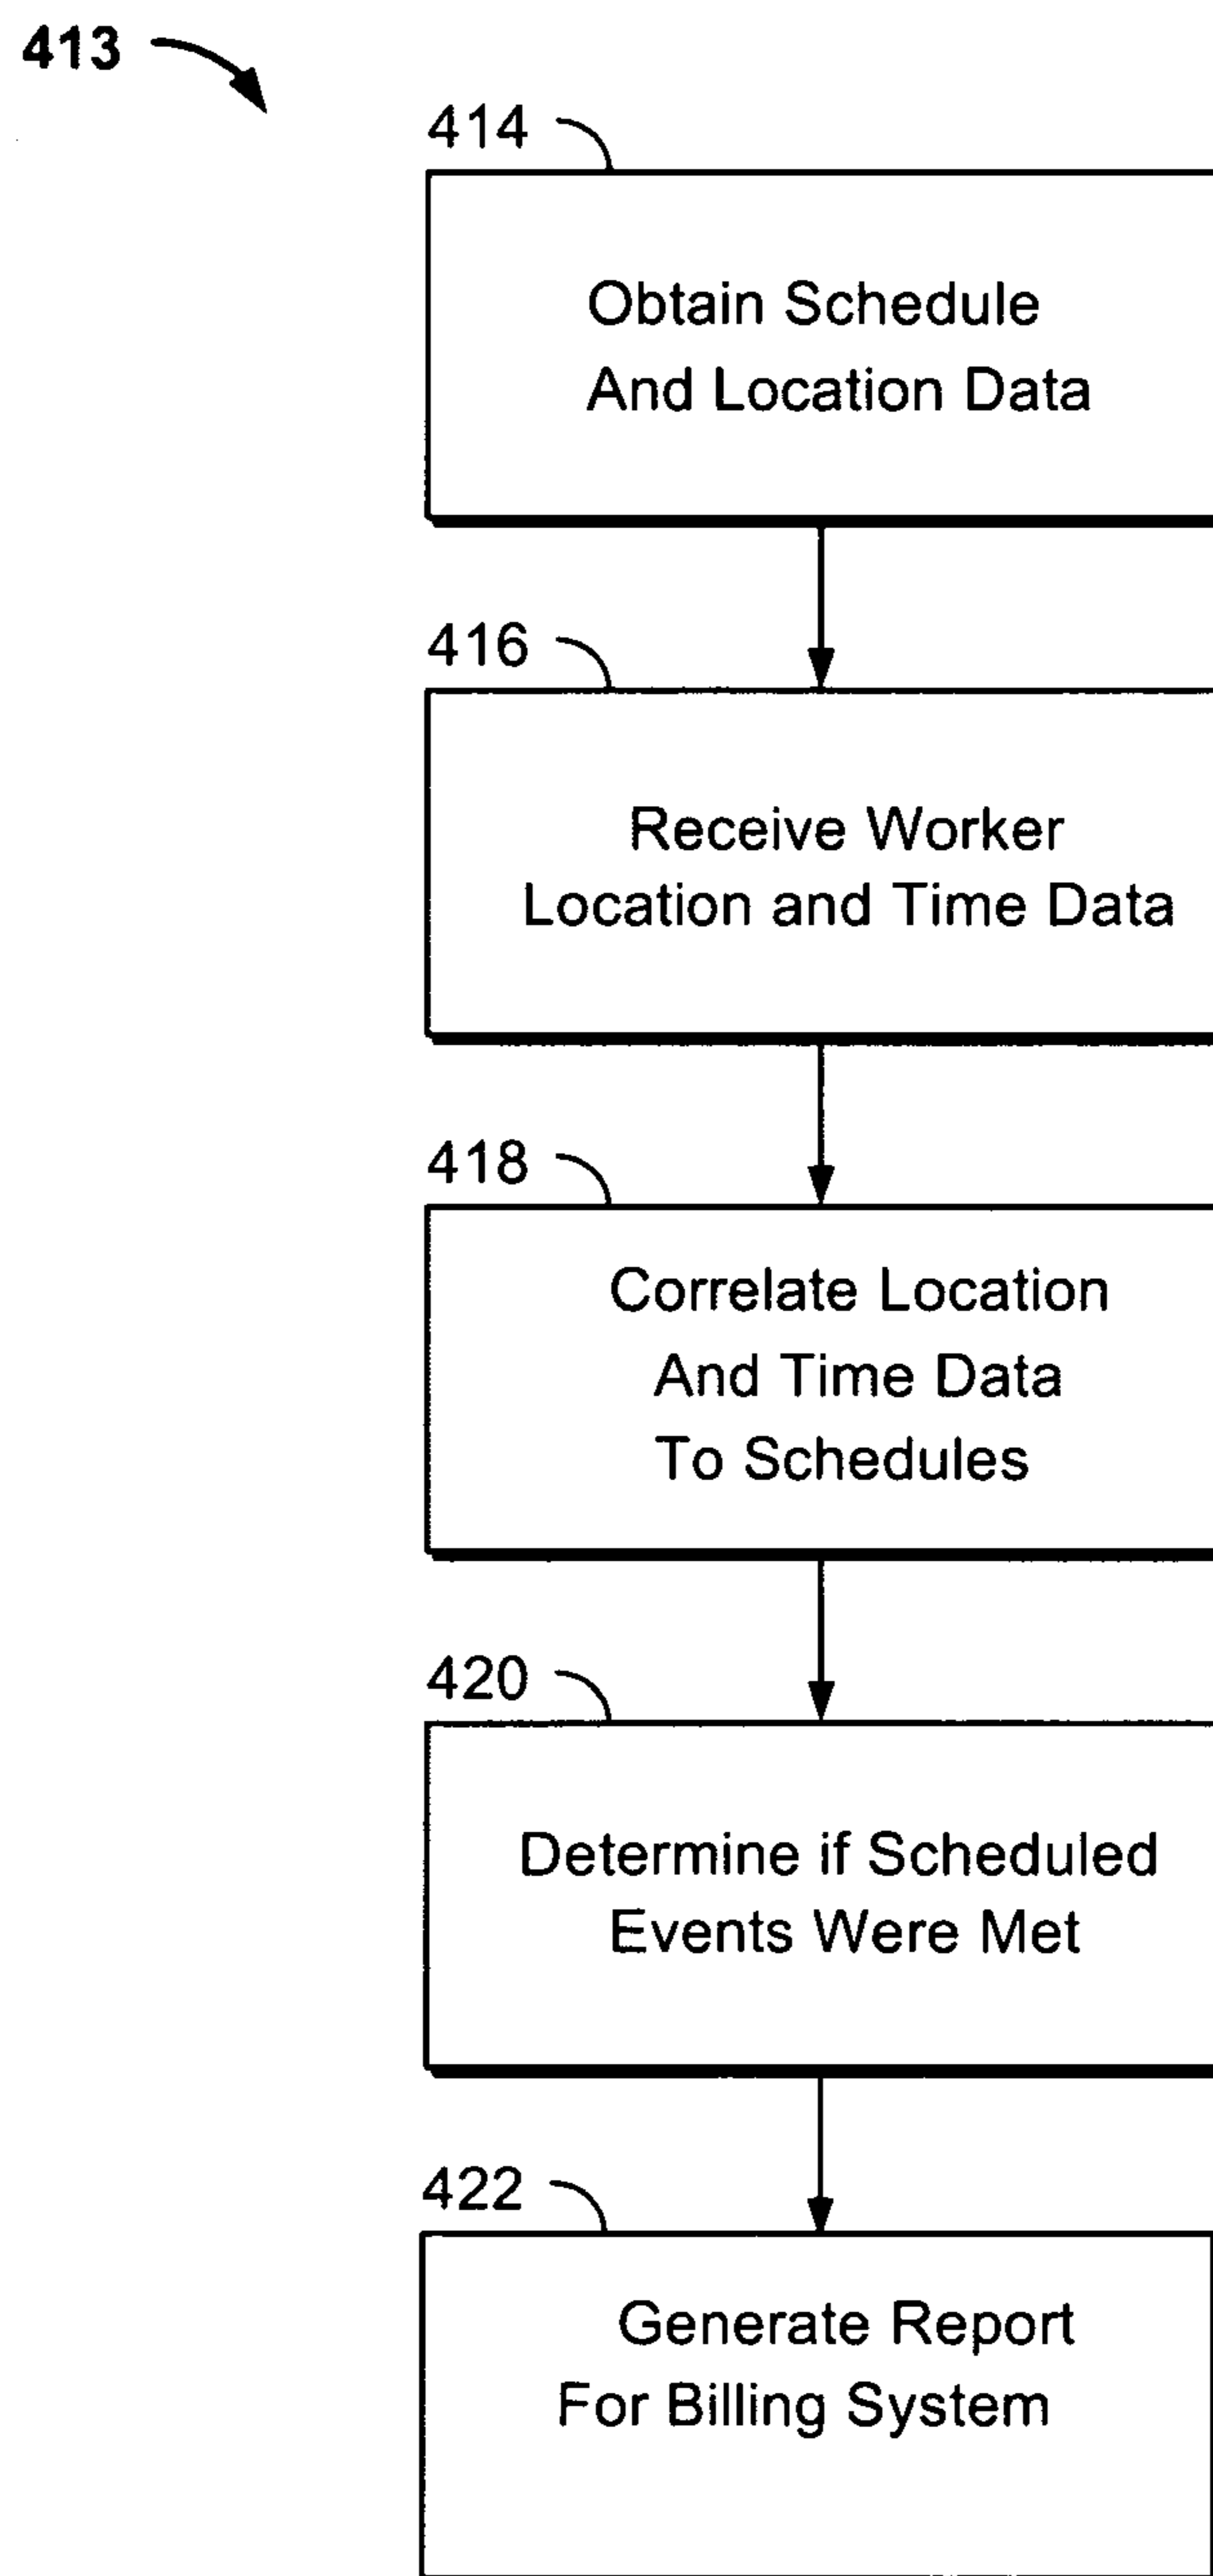 413
414
Obtain Schedule
And Location Data
416
Receive Worker
Location and Time Data
418
Correlate Location
And Time Data
To Schedules
420
Determine if Scheduled
Events Were Met
422
Generate Report
For Billing System